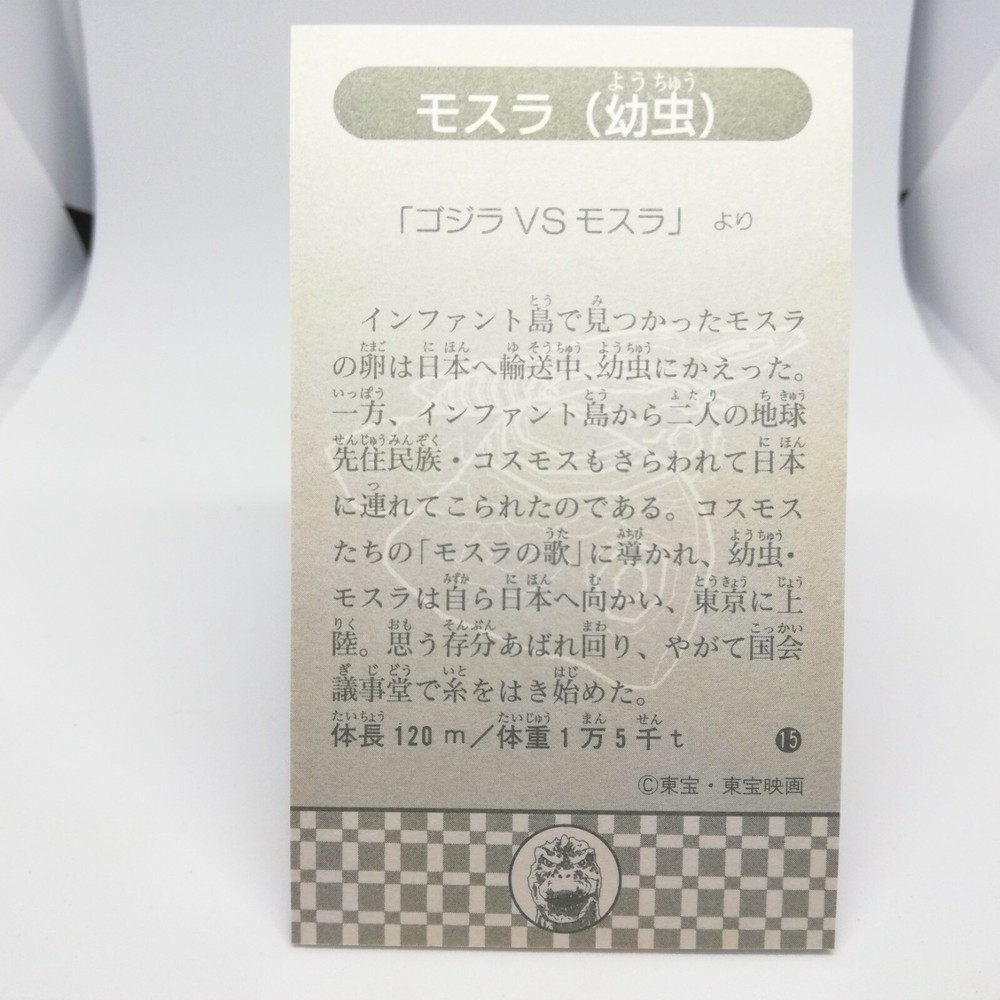 モスラ（幼虫）
「ゴジラVSモスラ」より
インファント島で見つかったモスラ
の卵は日本へ輸送中、幼虫にかえった。
一方、インファント島から二人の地球
先住民族・コスモスもさらわれて日本
に連れてこられたのである。コスモス
たちの「モスラの歌」に導かれ、幼虫・
モスラは自ら日本へ向かい、東京に上
陸。思う存分あばれ回り、やがて国会
議事堂で糸をはき始めた。
体長120m／体重1万5千t 15
©東宝・東宝映画